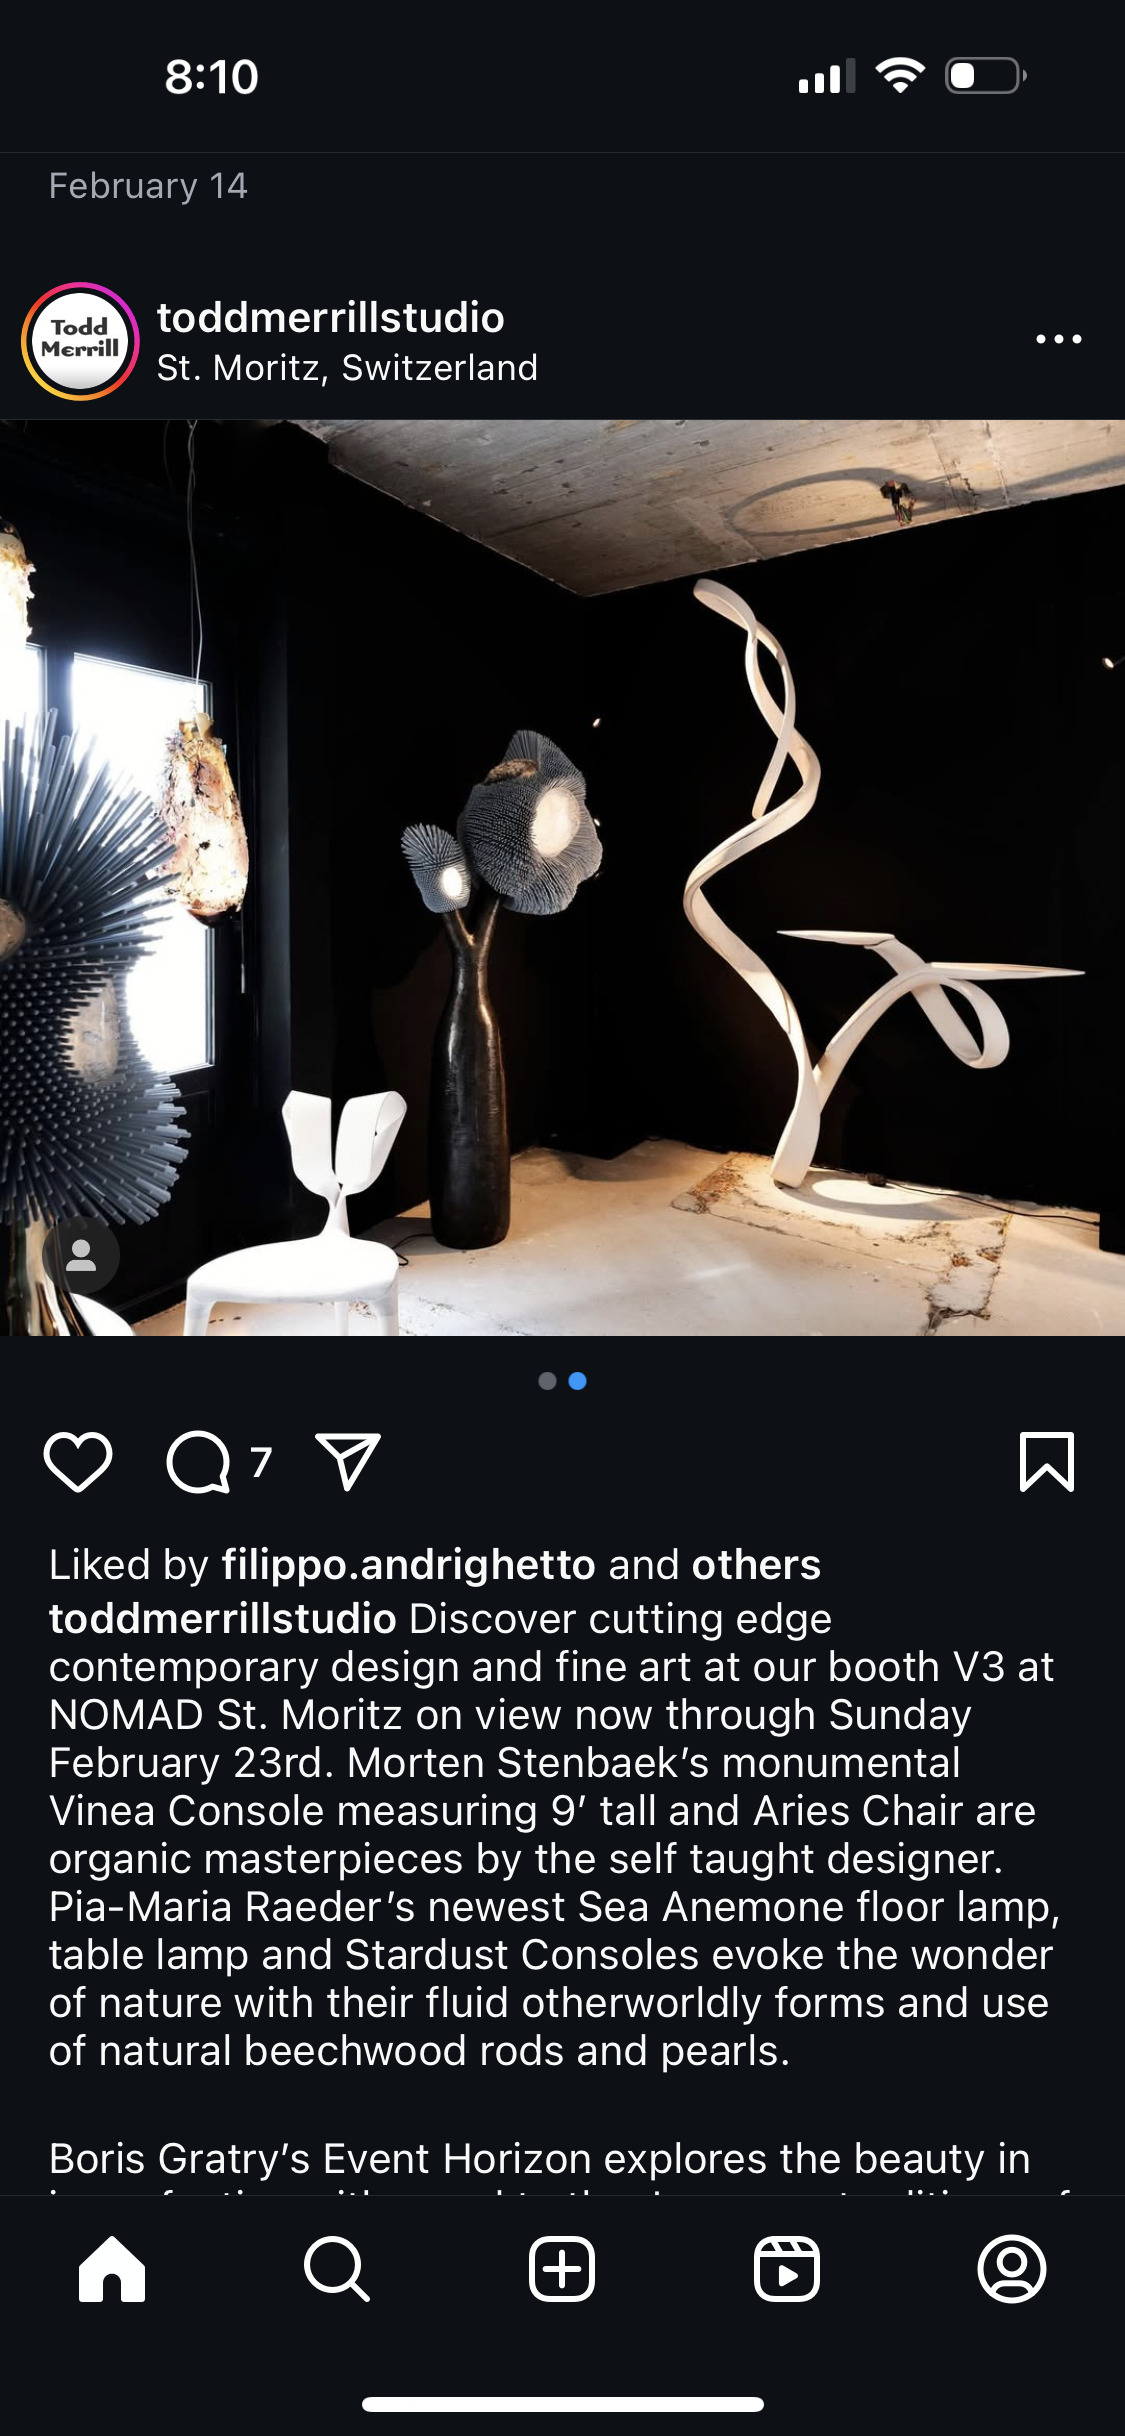 8:10
February 14
Todd
Merrill
toddmerrillstudio
St. Moritz, Switzerland
7
Liked by filippo.andrighetto and others
toddmerrillstudio Discover cutting edge
contemporary design and fine art at our booth V3 at
NOMAD St. Moritz on view now through Sunday
February 23rd. Morten Stenbaek’s monumental
Vinea Console measuring 9’ tall and Aries Chair are
organic masterpieces by the self taught designer.
Pia-Maria Raeder’s newest Sea Anemone floor lamp,
table lamp and Stardust Consoles evoke the wonder
of nature with their fluid otherworldly forms and use
of natural beechwood rods and pearls.
Boris Gratry’s Event Horizon explores the beauty in